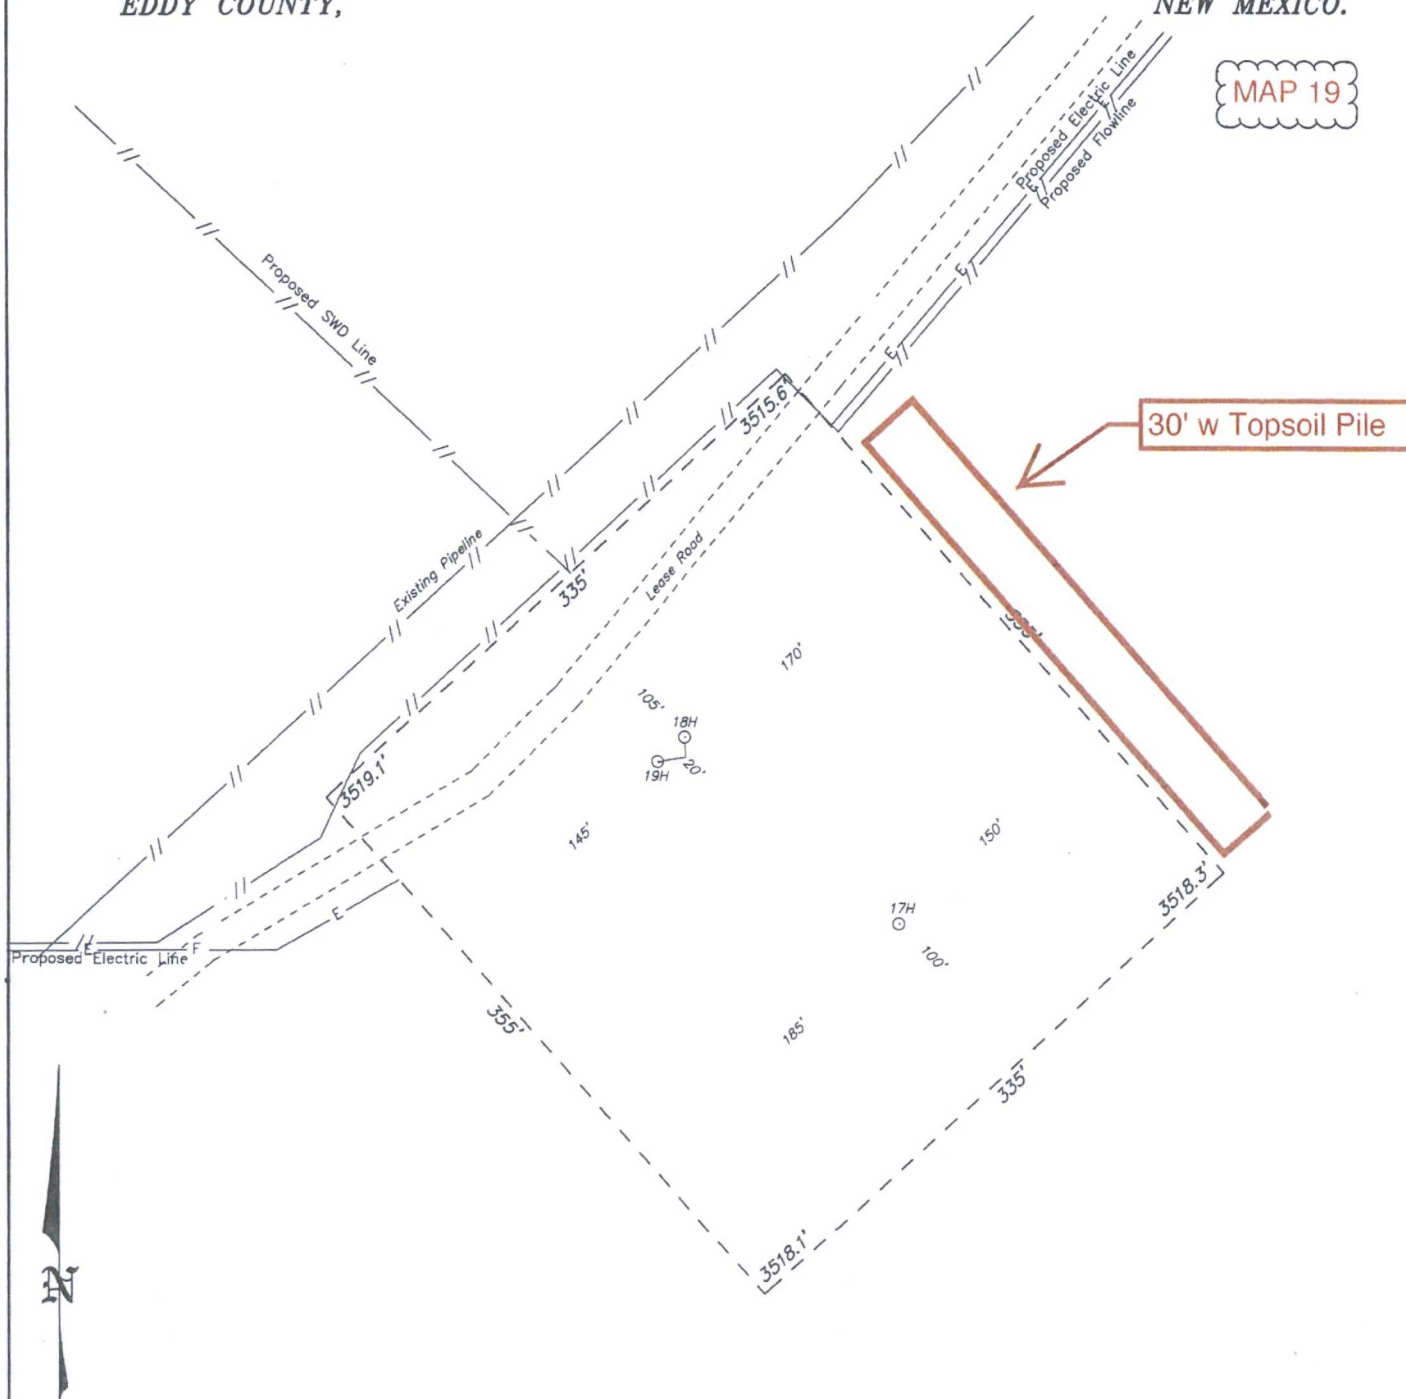 EDDY COUNTY,
NEW MEXICO.
MAP 19
Proposed Electric Line
Proposed Flowline
E
E
E
E
Proposed SWD Line
3515.6'
30' w Topsoil Pile
Existing Pipeline
335'
Lease Road
170'
105'
18H
19H
20'
3519.1'
145'
150'
3518.3'
17H
100'
E
E
F
Proposed Electric Line
355'
185'
335'
3518.1'
N